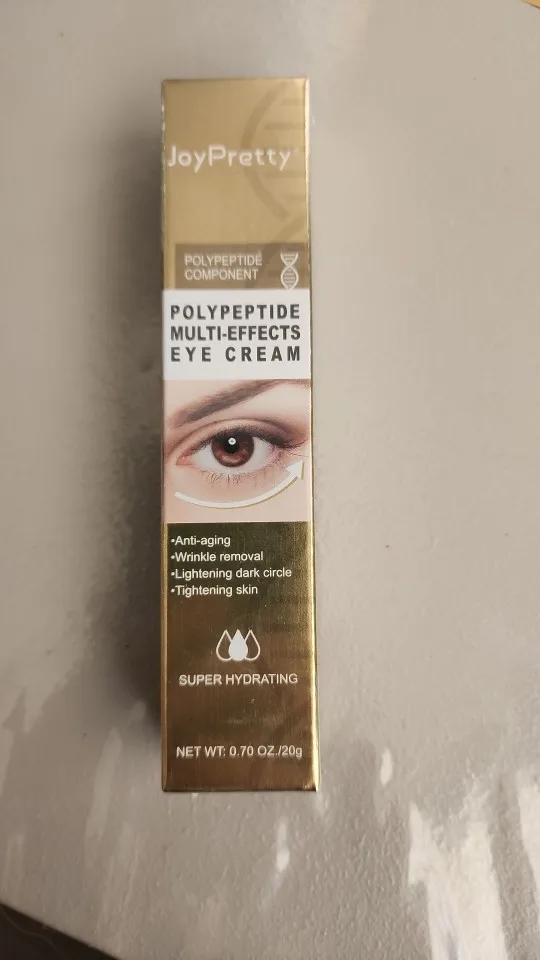 JoyPretty
POLYPEPTIDE
COMPONENT
POLYPEPTIDE
MULTI-EFFECTS
EYE CREAM
•Anti-aging
•Wrinkle removal
•Lightening dark circle
•Tightening skin
SUPER HYDRATING
NET WT: 0.70 OZ./20g